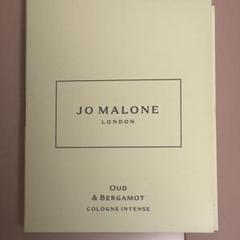 JO MALONE
LONDON
OUD
& BERGAMOT
COLOGNE INTENSE